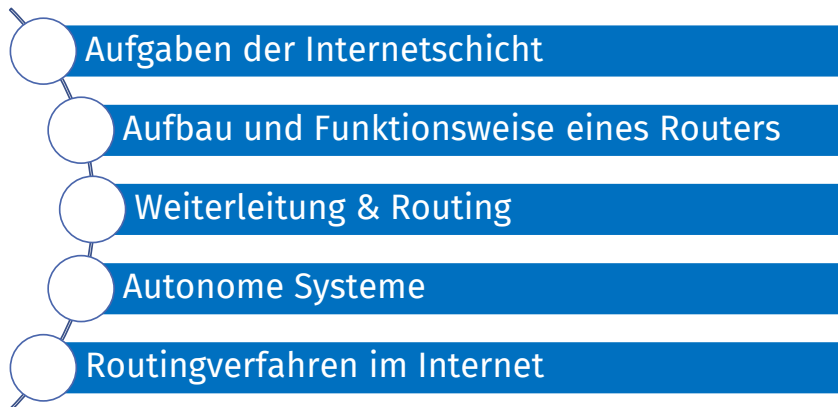 Aufgaben der Internetschicht
Aufbau und Funktionsweise eines Routers
Weiterleitung & Routing
Autonome Systeme
Routingverfahren im Internet